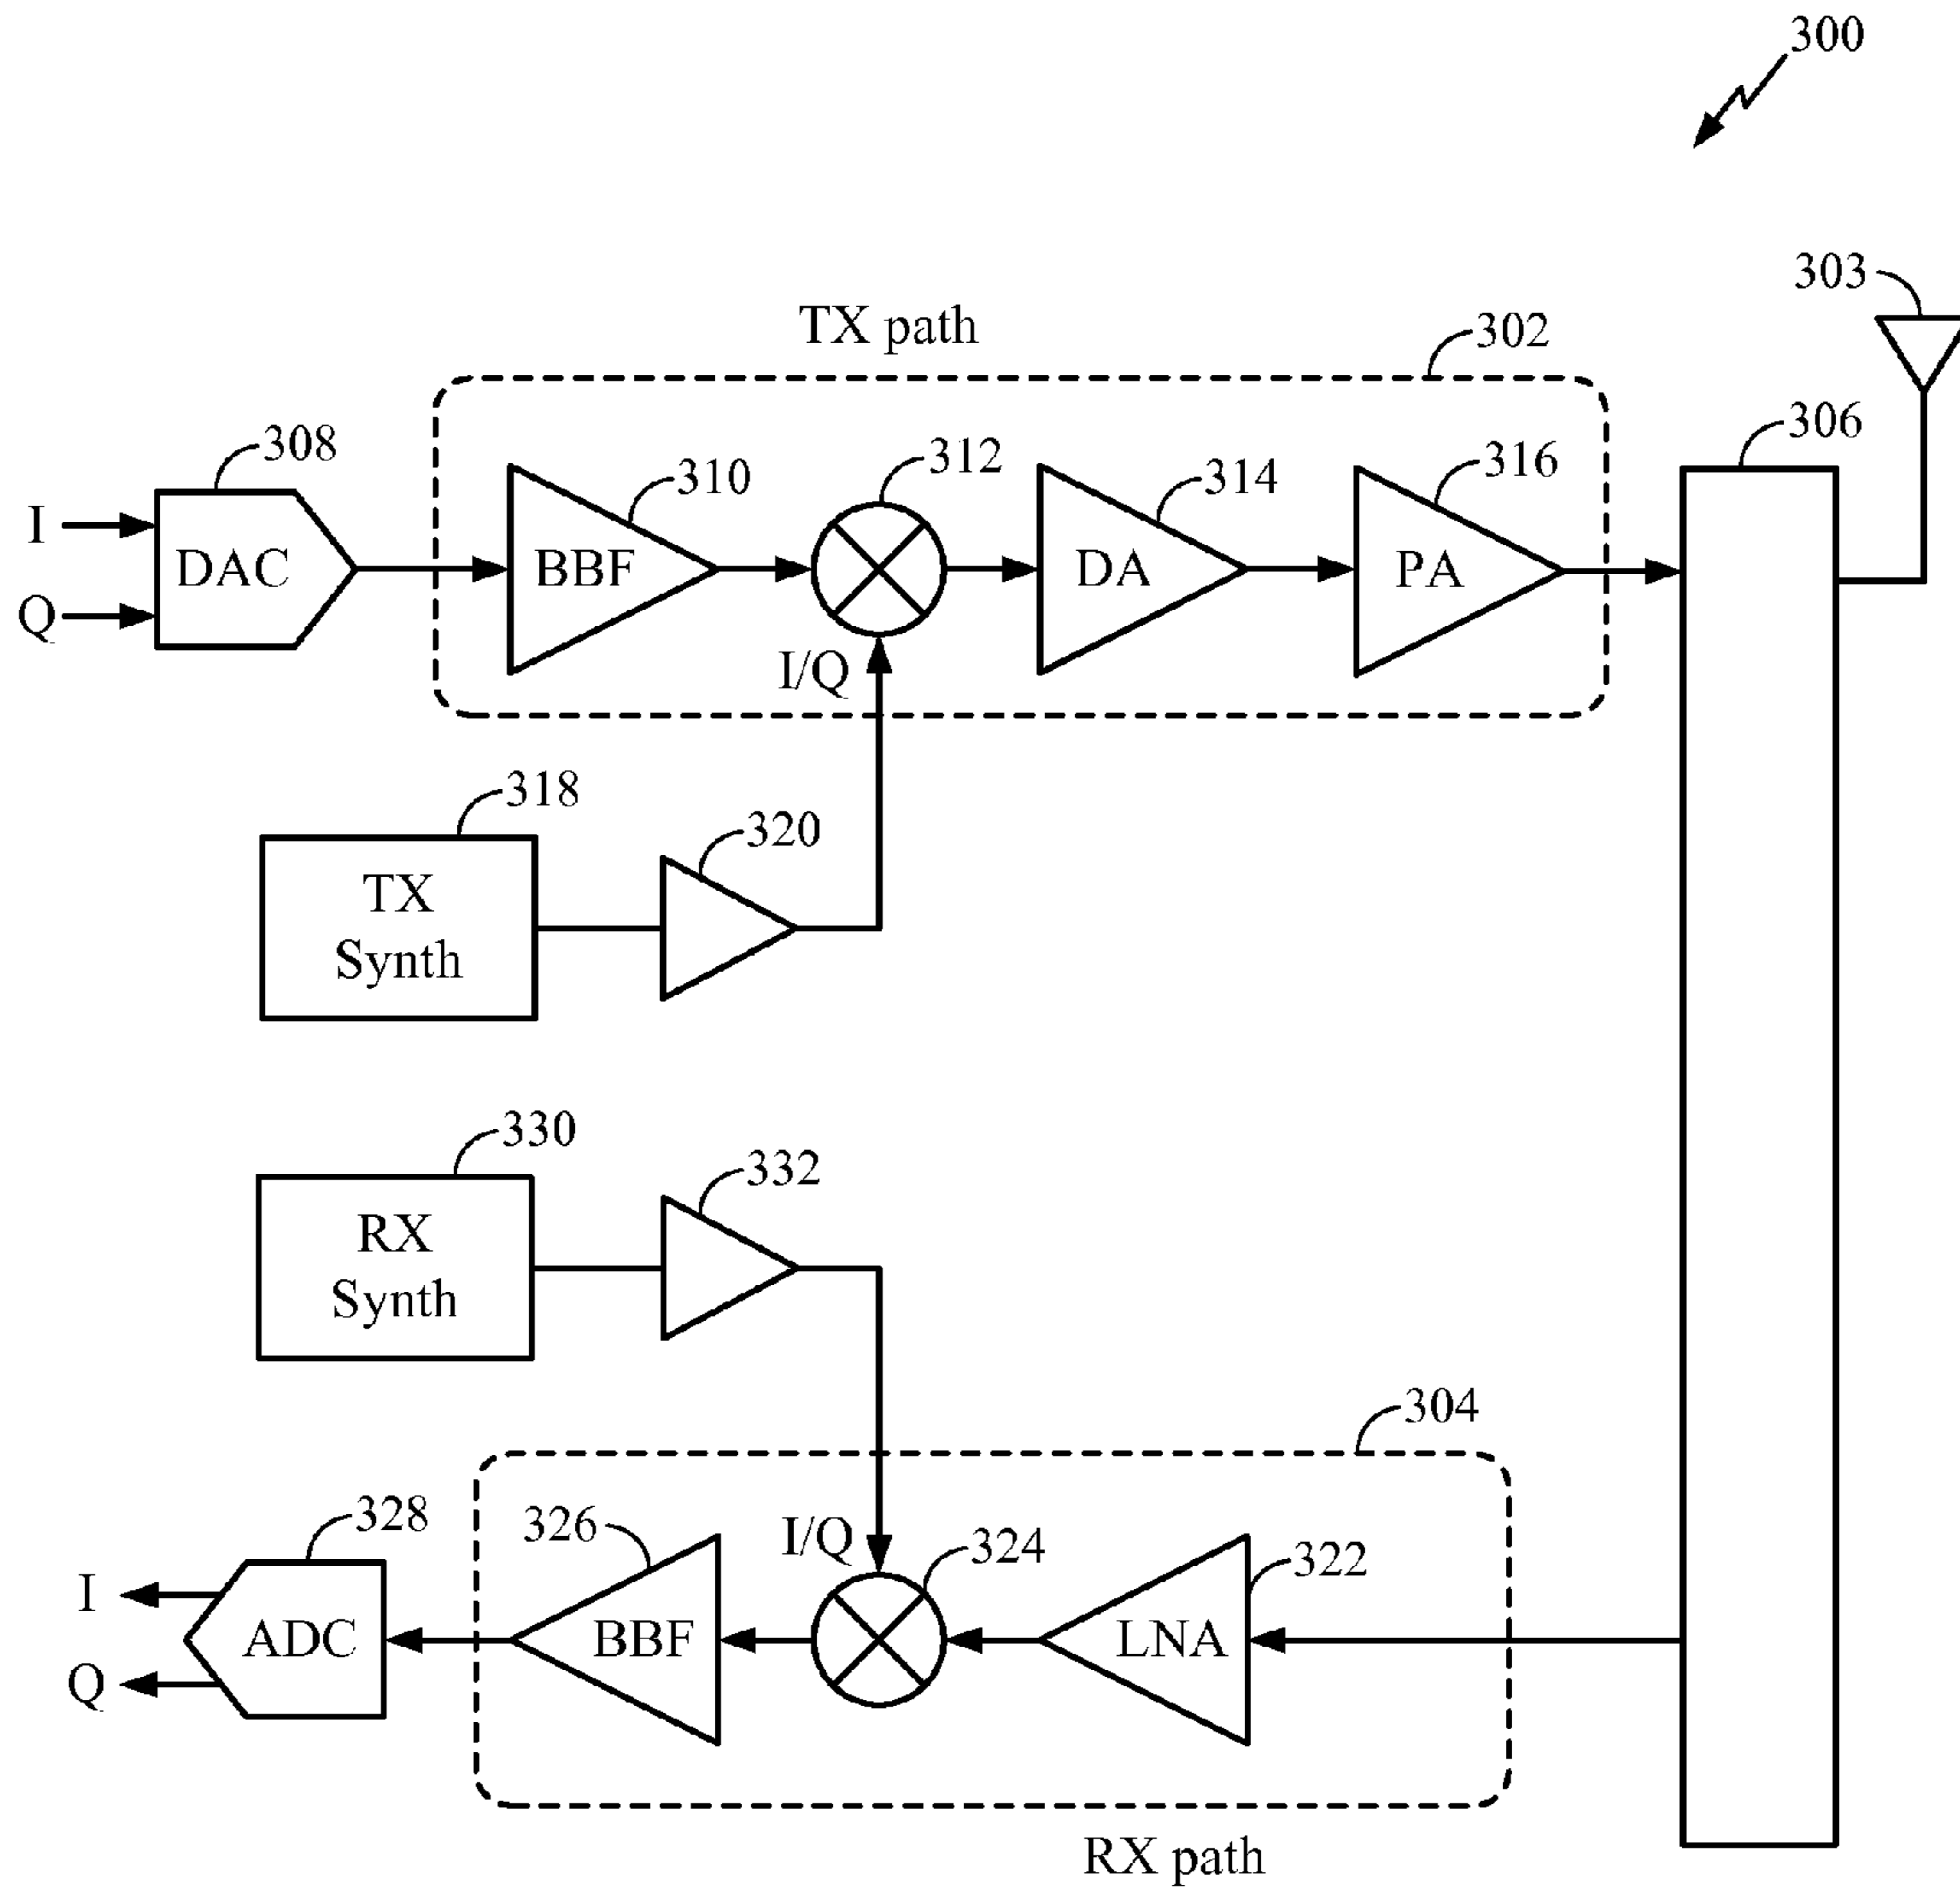 300
303
TX path
302
306
308
310
312
314
316
I
DAC
BBF
DA
PA
Q
I/Q
318
320
TX
Synth
330
332
RX
Synth
304
328
326
I/Q
324
322
I
ADC
BBF
LNA
Q
RX path